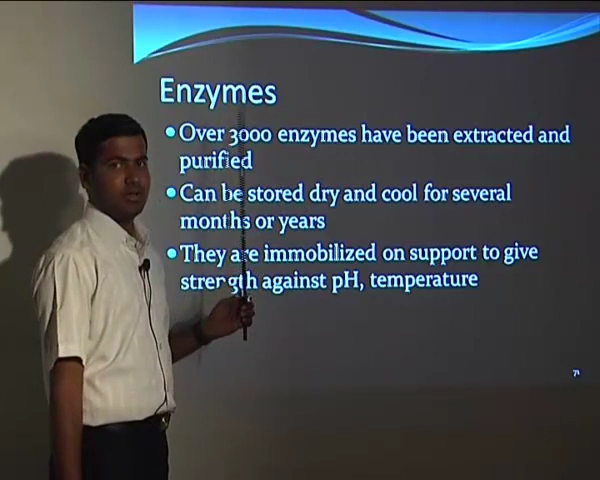 Enzymes
•Over 3000 enzymes have been extracted and
purified
•Can be stored dry and cool for several
months or years
•They are immobilized on support to give
strength against pH, temperature